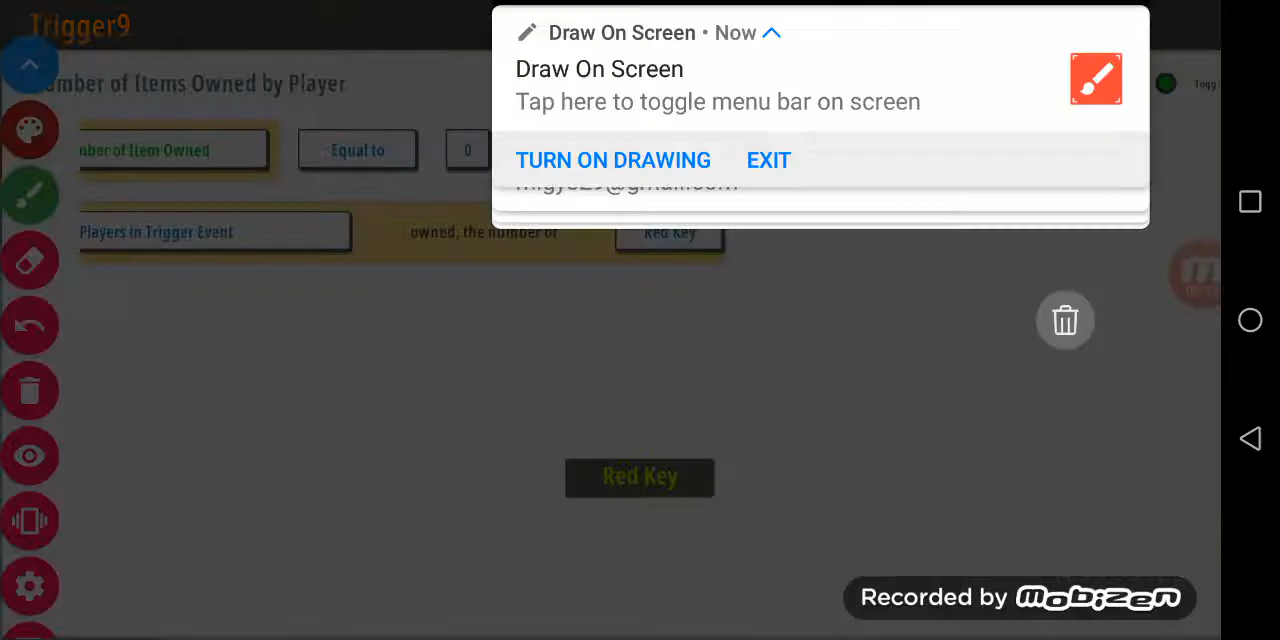 Trigger9
Draw On Screen • Now
Draw On Screen
Tap here to toggle menu bar on screen
TURN ON DRAWING EXIT
Number of Items Owned by Player
Togg
nber of Item Owned Equal to 0
Players in Trigger Event owned, the number of Red Key
Red Key
Recorded by mobizen